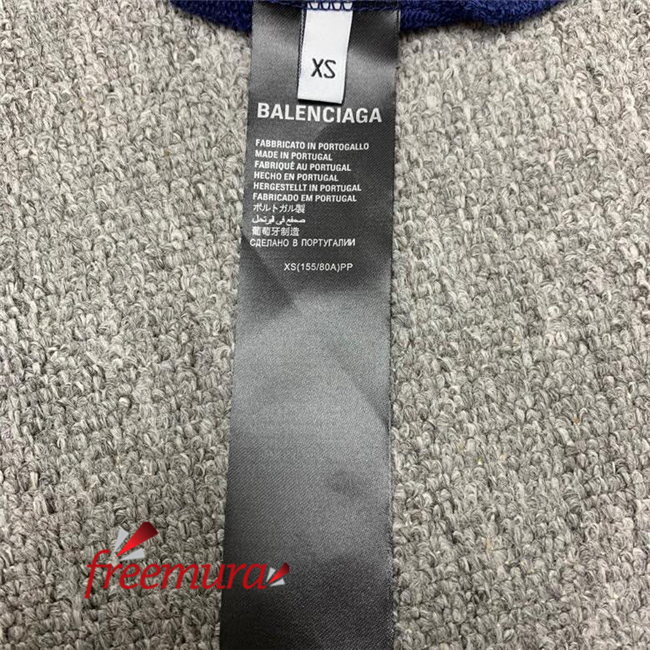 XS
BALENCIAGA
FABBRICATO IN PORTOGALLO
MADE IN PORTUGAL
FABRIQUÉ AU PORTUGAL
HECHO EN PORTUGAL
HERGESTELLT IN PORTUGAL
FABRICADO EM PORTUGAL
ポルトガル製
صنع في
葡萄牙制造
СДЕЛАНО В ПОРТУГАЛИИ
XS(155/80A)PP
freemura